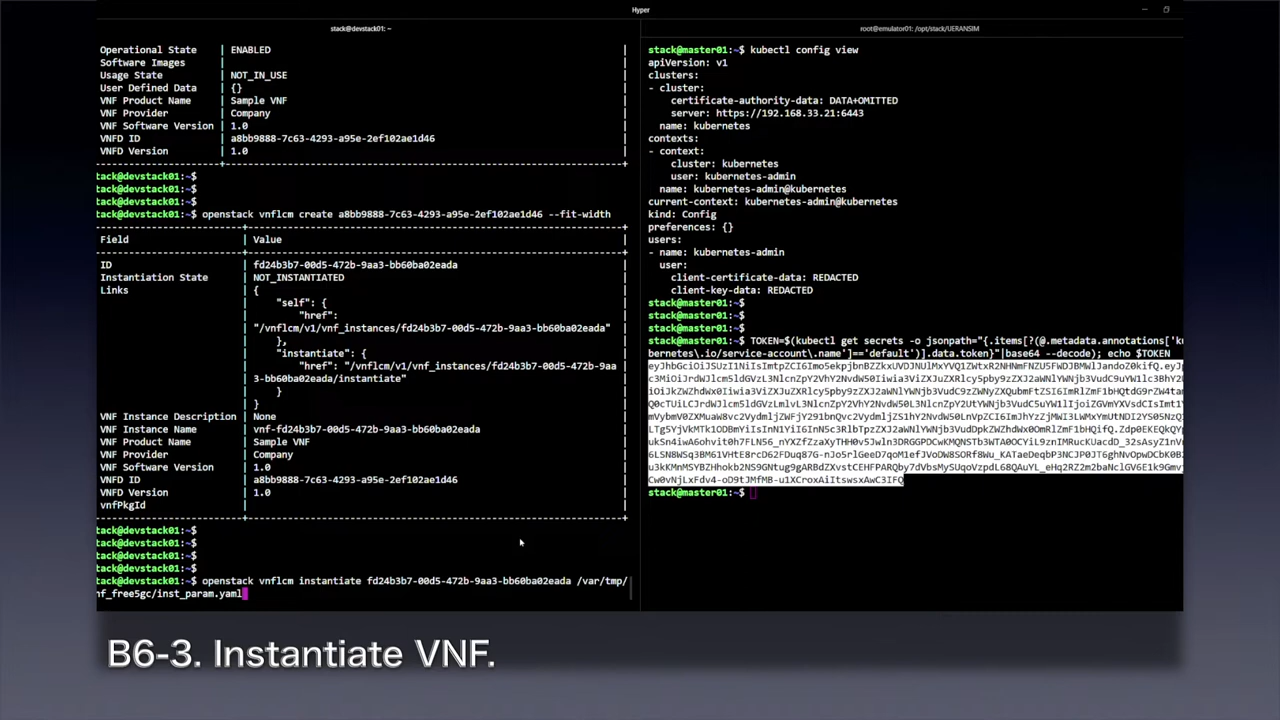 Hyper
stack@devstack01: ~
Operational State | ENABLED |
Software Images | |
Usage State | NOT_IN_USE |
User Defined Data | {} |
VNF Product Name | Sample VNF |
VNF Provider | Company |
VNF Software Version | 1.0 |
VNFD ID | a8bb9888-7c63-4293-a95e-2ef102ae1d46 |
VNFD Version | 1.0 |
tack@devstack01:~$
tack@devstack01:~$
tack@devstack01:~$
tack@devstack01:~$ openstack vnflcm create a8bb9888-7c63-4293-a95e-2ef102ae1d46 --fit-width
Field | Value |
ID | fd24b3b7-00d5-472b-9aa3-bb60ba02eada |
Instantiation State | NOT_INSTANTIATED |
Links | { |
| "self": { |
| "href": |
| "/vnflcm/v1/vnf_instances/fd24b3b7-00d5-472b-9aa3-bb60ba02eada" |
| }, |
| "instantiate": { |
| "href": "/vnflcm/v1/vnf_instances/fd24b3b7-00d5-472b-9aa |
| 3-bb60ba02eada/instantiate" |
| } |
| } |
VNF Instance Description | None |
VNF Instance Name | vnf-fd24b3b7-00d5-472b-9aa3-bb60ba02eada |
VNF Product Name | Sample VNF |
VNF Provider | Company |
VNF Software Version | 1.0 |
VNFD ID | a8bb9888-7c63-4293-a95e-2ef102ae1d46 |
VNFD Version | 1.0 |
vnfPkgId | |
tack@devstack01:~$
tack@devstack01:~$
tack@devstack01:~$
tack@devstack01:~$ openstack vnflcm instantiate fd24b3b7-00d5-472b-9aa3-bb60ba02eada /var/tmp/
nf_free5gc/inst_param.yaml
root@emulator01: /opt/stack/UERANSIM
stack@master01:~$ kubectl config view
apiVersion: v1
clusters:
- cluster:
certificate-authority-data: DATA+OMITTED
server: https://192.168.33.21:6443
name: kubernetes
contexts:
- context:
cluster: kubernetes
user: kubernetes-admin
name: kubernetes-admin@kubernetes
current-context: kubernetes-admin@kubernetes
kind: Config
preferences: {}
users:
- name: kubernetes-admin
user:
client-certificate-data: REDACTED
client-key-data: REDACTED
stack@master01:~$
stack@master01:~$
stack@master01:~$
stack@master01:~$ TOKEN=$(kubectl get secrets -o jsonpath="{.items[?(@.metadata.annotations['ku
bernetes\.io/service-account\.name']=='default')].data.token}"|base64 --decode); echo $TOKEN
stack@master01:~$
B6-3. Instantiate VNF.